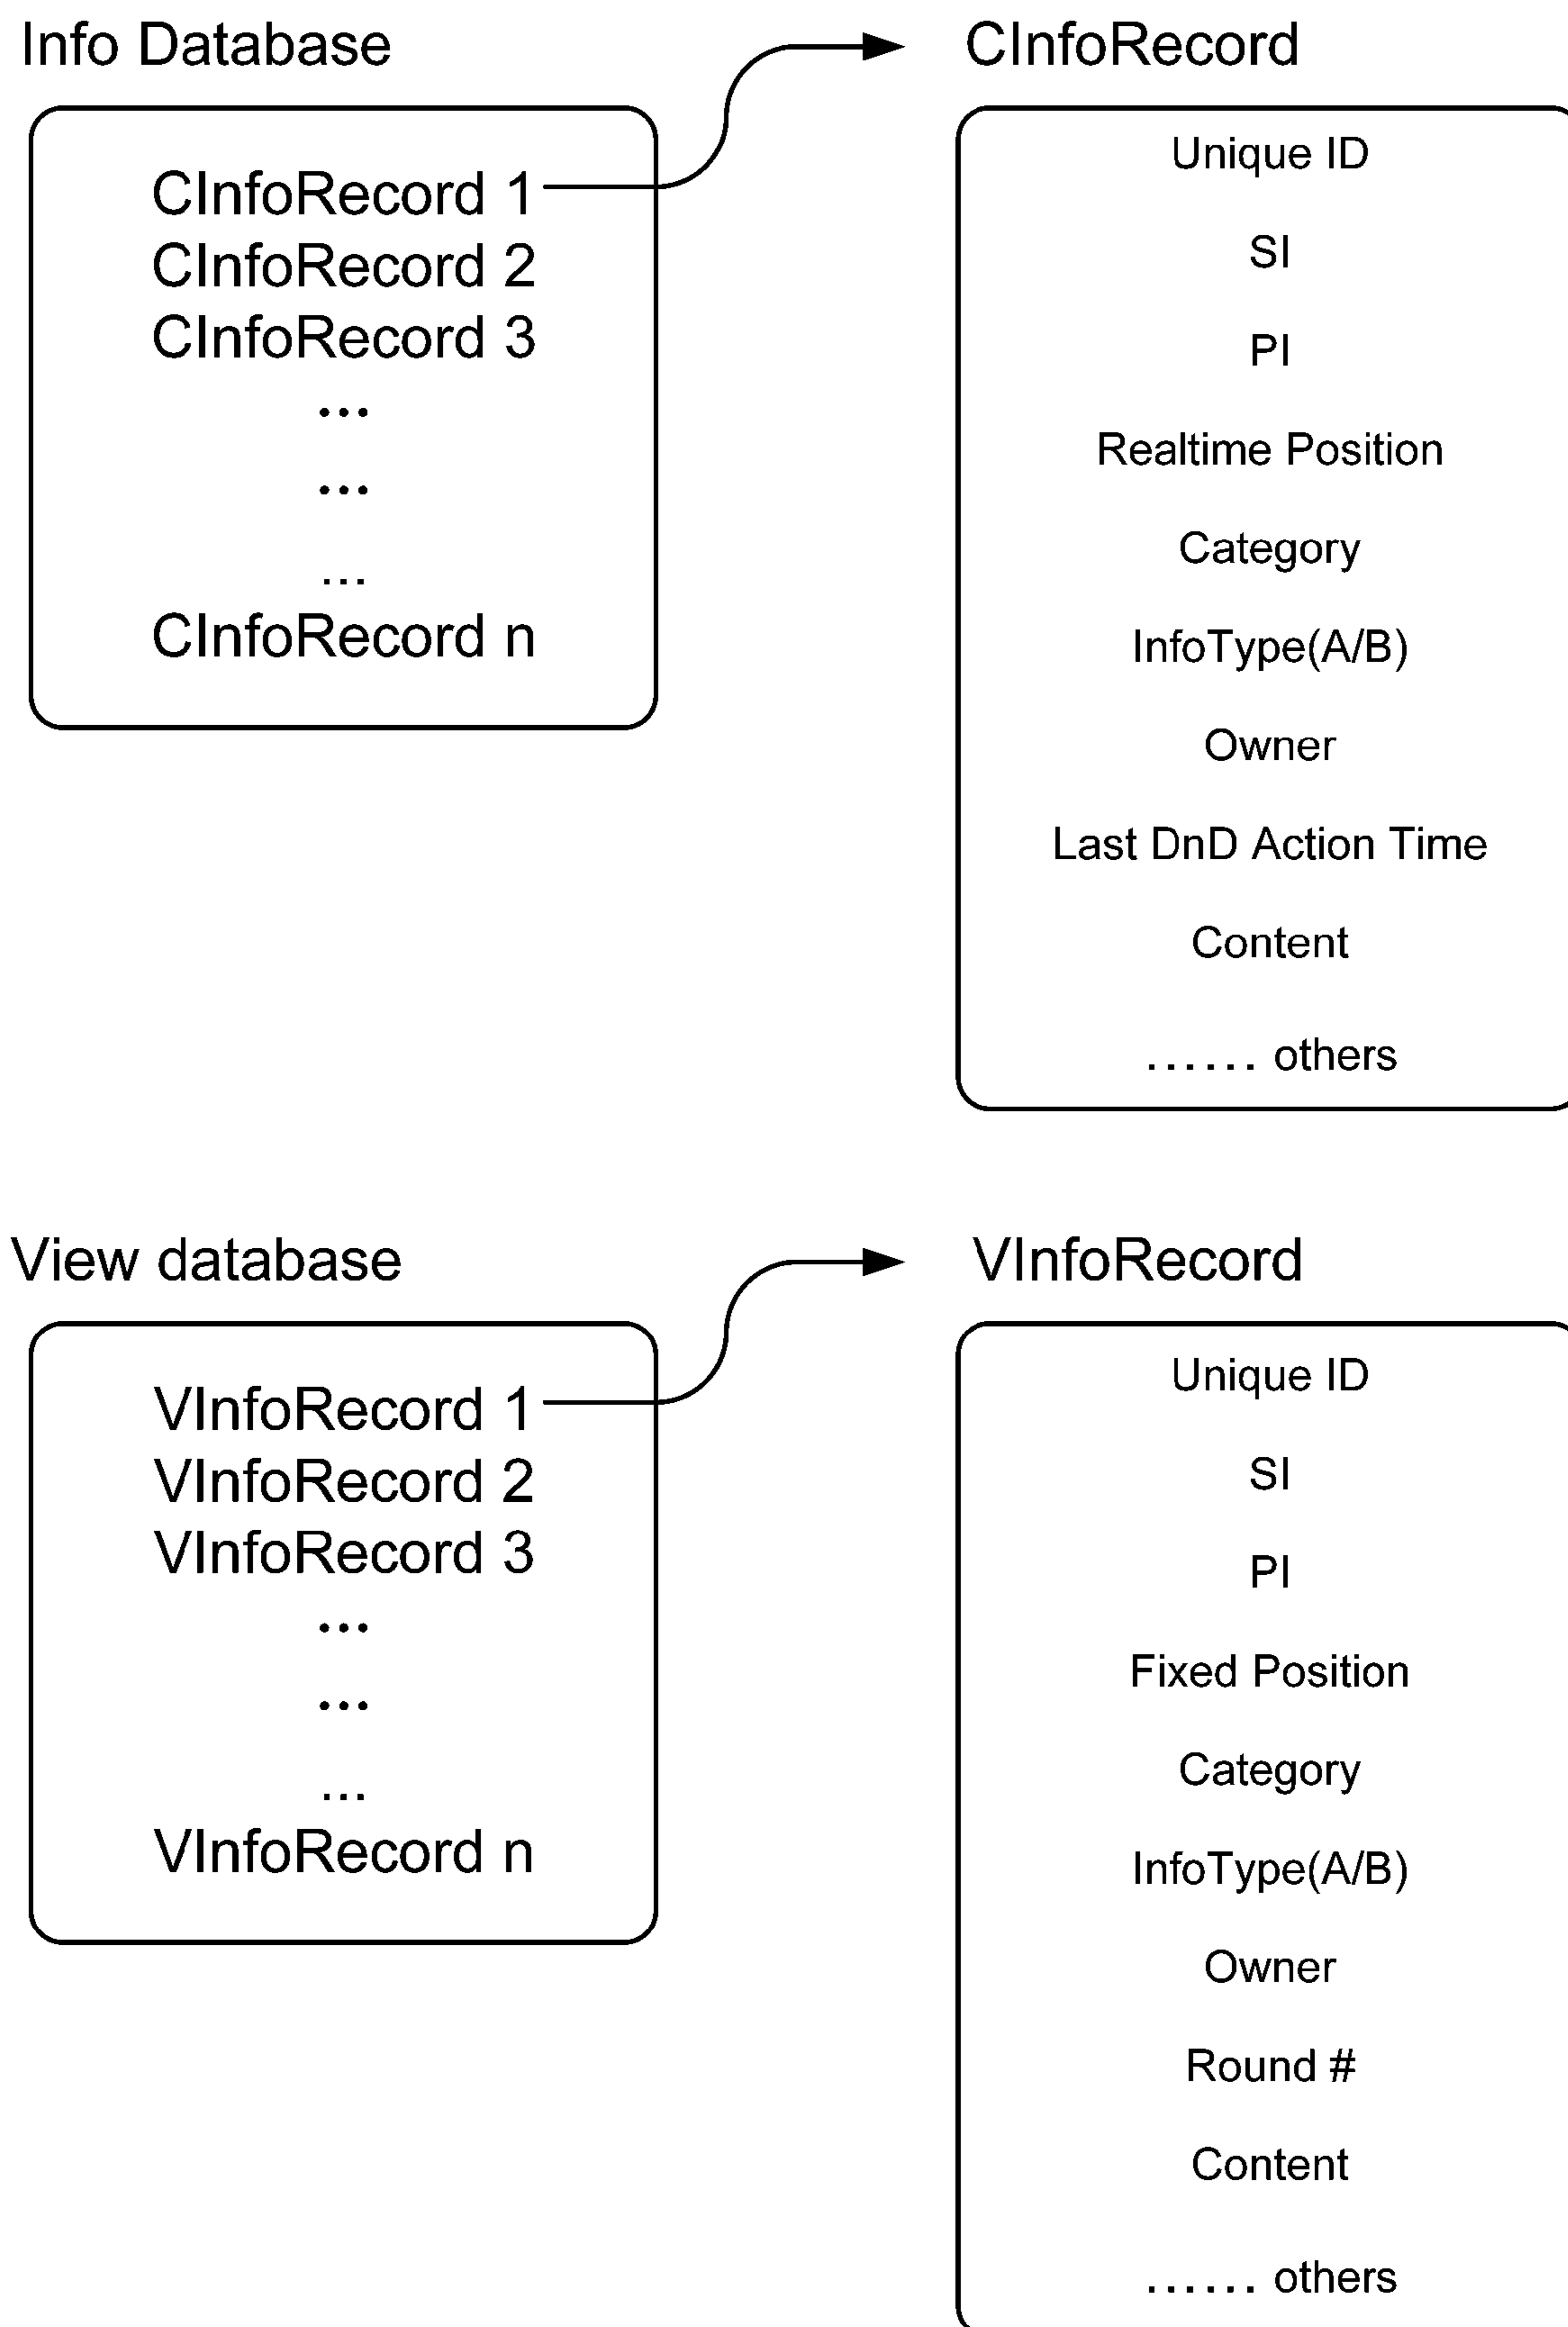 Info Database
CInfoRecord 1
CInfoRecord 2
CInfoRecord 3
...
...
...
CInfoRecord n
CInfoRecord
Unique ID
SI
PI
Realtime Position
Category
InfoType(A/B)
Owner
Last DnD Action Time
Content
...... others
View database
VInfoRecord 1
VInfoRecord 2
VInfoRecord 3
...
...
...
VInfoRecord n
VInfoRecord
Unique ID
SI
PI
Fixed Position
Category
InfoType(A/B)
Owner
Round #
Content
...... others